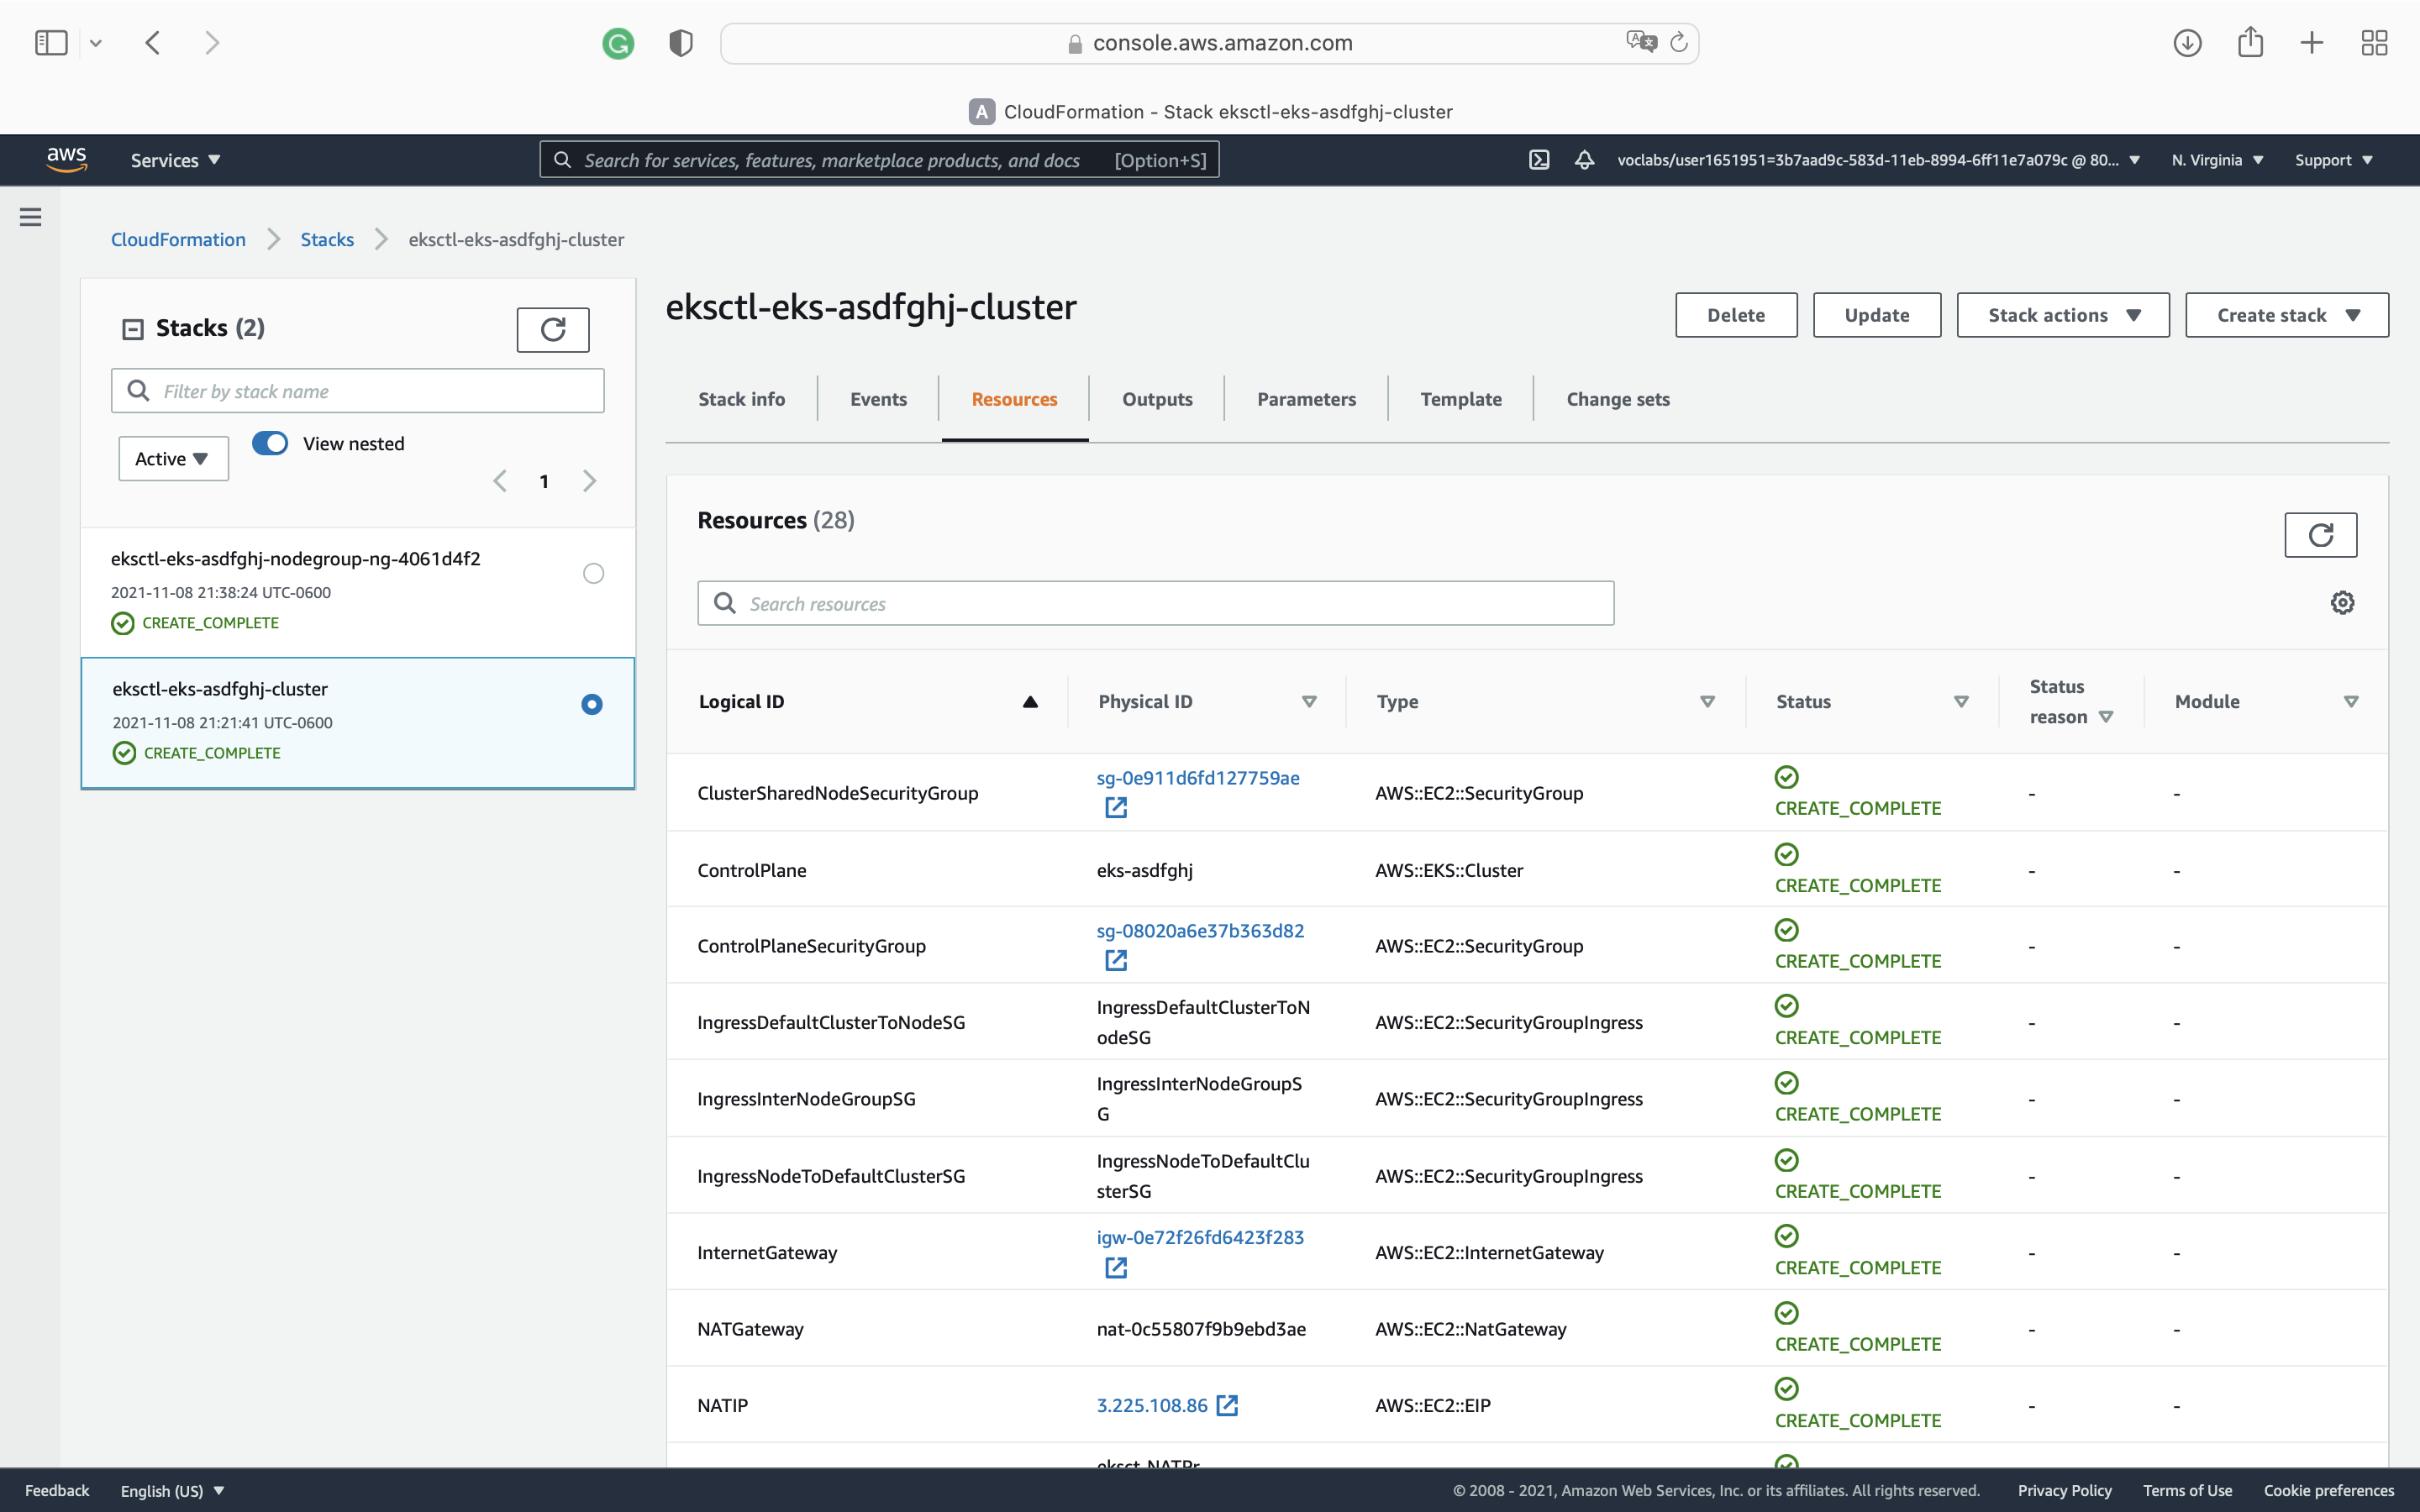 console.aws.amazon.com
A CloudFormation - Stack eksctl-eks-asdfghj-cluster
aws Services Search for services, features, marketplace products, and docs [Option+S] voclabs/user1651951=3b7aad9c-583d-11eb-8994-6ff11e7a079c @ 80... N. Virginia Support
CloudFormation Stacks eksctl-eks-asdfghj-cluster
Stacks (2)
Filter by stack name
Active View nested
1
eksctl-eks-asdfghj-nodegroup-ng-4061d4f2
2021-11-08 21:38:24 UTC-0600
CREATE_COMPLETE
eksctl-eks-asdfghj-cluster
2021-11-08 21:21:41 UTC-0600
CREATE_COMPLETE
eksctl-eks-asdfghj-cluster
Delete Update Stack actions Create stack
Stack info Events Resources Outputs Parameters Template Change sets
Resources (28)
Search resources
Logical ID Physical ID Type Status Status reason Module
ClusterSharedNodeSecurityGroup sg-0e911d6fd127759ae AWS::EC2::SecurityGroup CREATE_COMPLETE - -
ControlPlane eks-asdfghj AWS::EKS::Cluster CREATE_COMPLETE - -
ControlPlaneSecurityGroup sg-08020a6e37b363d82 AWS::EC2::SecurityGroup CREATE_COMPLETE - -
IngressDefaultClusterToNodeSG IngressDefaultClusterToNodeSG AWS::EC2::SecurityGroupIngress CREATE_COMPLETE - -
IngressInterNodeGroupSG IngressInterNodeGroupSG AWS::EC2::SecurityGroupIngress CREATE_COMPLETE - -
IngressNodeToDefaultClusterSG IngressNodeToDefaultClusterSG AWS::EC2::SecurityGroupIngress CREATE_COMPLETE - -
InternetGateway igw-0e72f26fd6423f283 AWS::EC2::InternetGateway CREATE_COMPLETE - -
NATGateway nat-0c55807f9b9ebd3ae AWS::EC2::NatGateway CREATE_COMPLETE - -
NATIP 3.225.108.86 AWS::EC2::EIP CREATE_COMPLETE - -
Feedback English (US) © 2008 - 2021, Amazon Web Services, Inc. or its affiliates. All rights reserved. Privacy Policy Terms of Use Cookie preferences